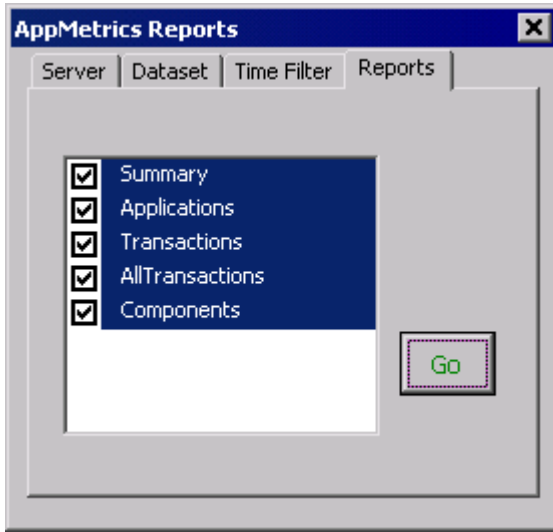 AppMetrics Reports
Server Dataset Time Filter Reports
Summary
Applications
Transactions
AllTransactions
Components
Go